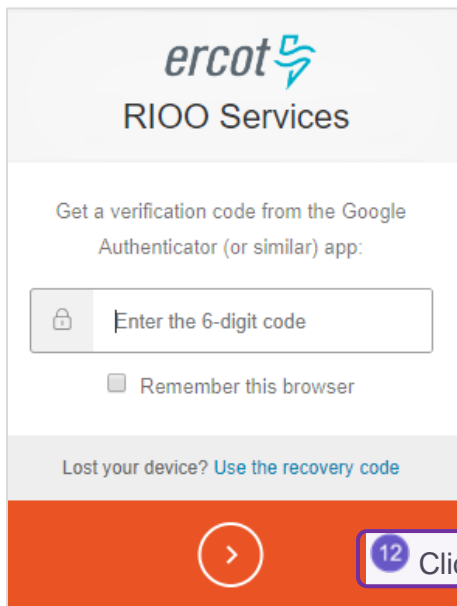 ercot
RIOO Services
Get a verification code from the Google
Authenticator (or similar) app:
Enter the 6-digit code
Remember this browser
Lost your device? Use the recovery code
12